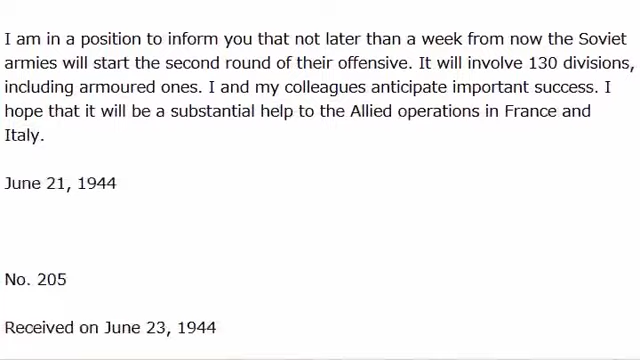 I am in a position to inform you that not later than a week from now the Soviet
armies will start the second round of their offensive. It will involve 130 divisions,
including armoured ones. I and my colleagues anticipate important success. I
hope that it will be a substantial help to the Allied operations in France and
Italy.
June 21, 1944
No. 205
Received on June 23, 1944